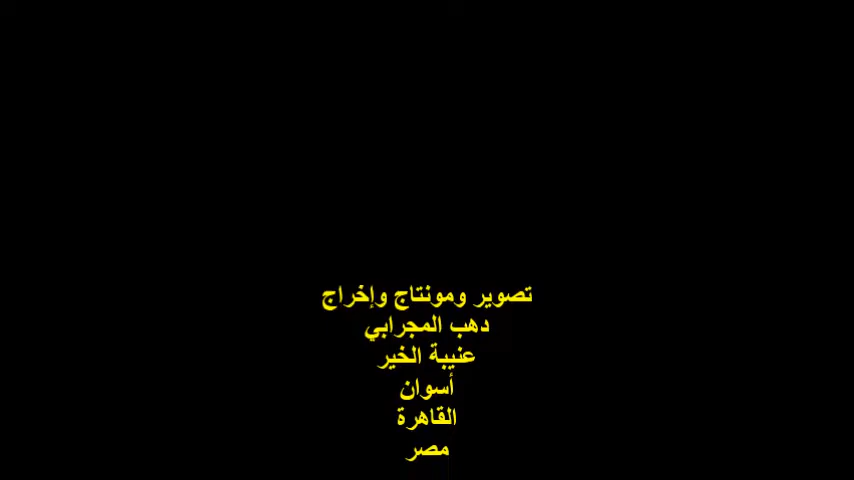 تصوير ومونتاج وإخراج
دهب المجرابي
عنيبة الخير
أسوان
القاهرة
مصر